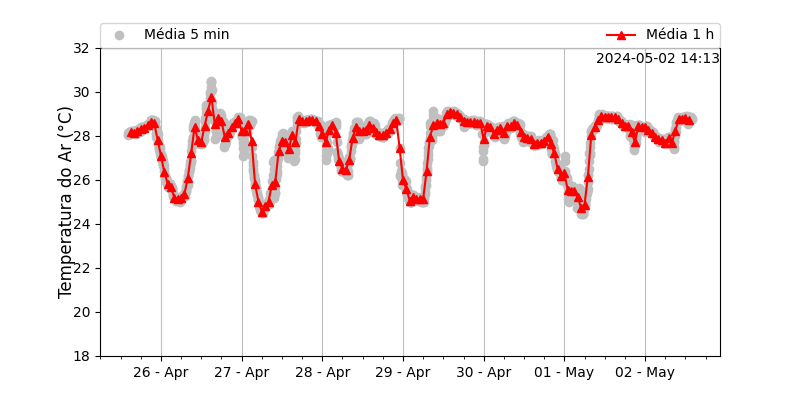 Média 5 min
Média 1 h
2024-05-02 14:13
Temperatura do Ar (°C)
32
30
28
26
24
22
20
18
26 - Apr
27 - Apr
28 - Apr
29 - Apr
30 - Apr
01 - May
02 - May